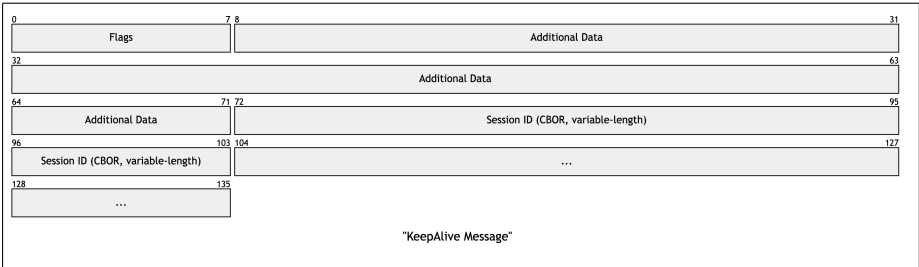 0 7 8 31
Flags Additional Data
32 63
Additional Data
64 71 72 95
Additional Data Session ID (CBOR, variable-length)
96 103 104 127
Session ID (CBOR, variable-length) ...
128 135
...
"KeepAlive Message"